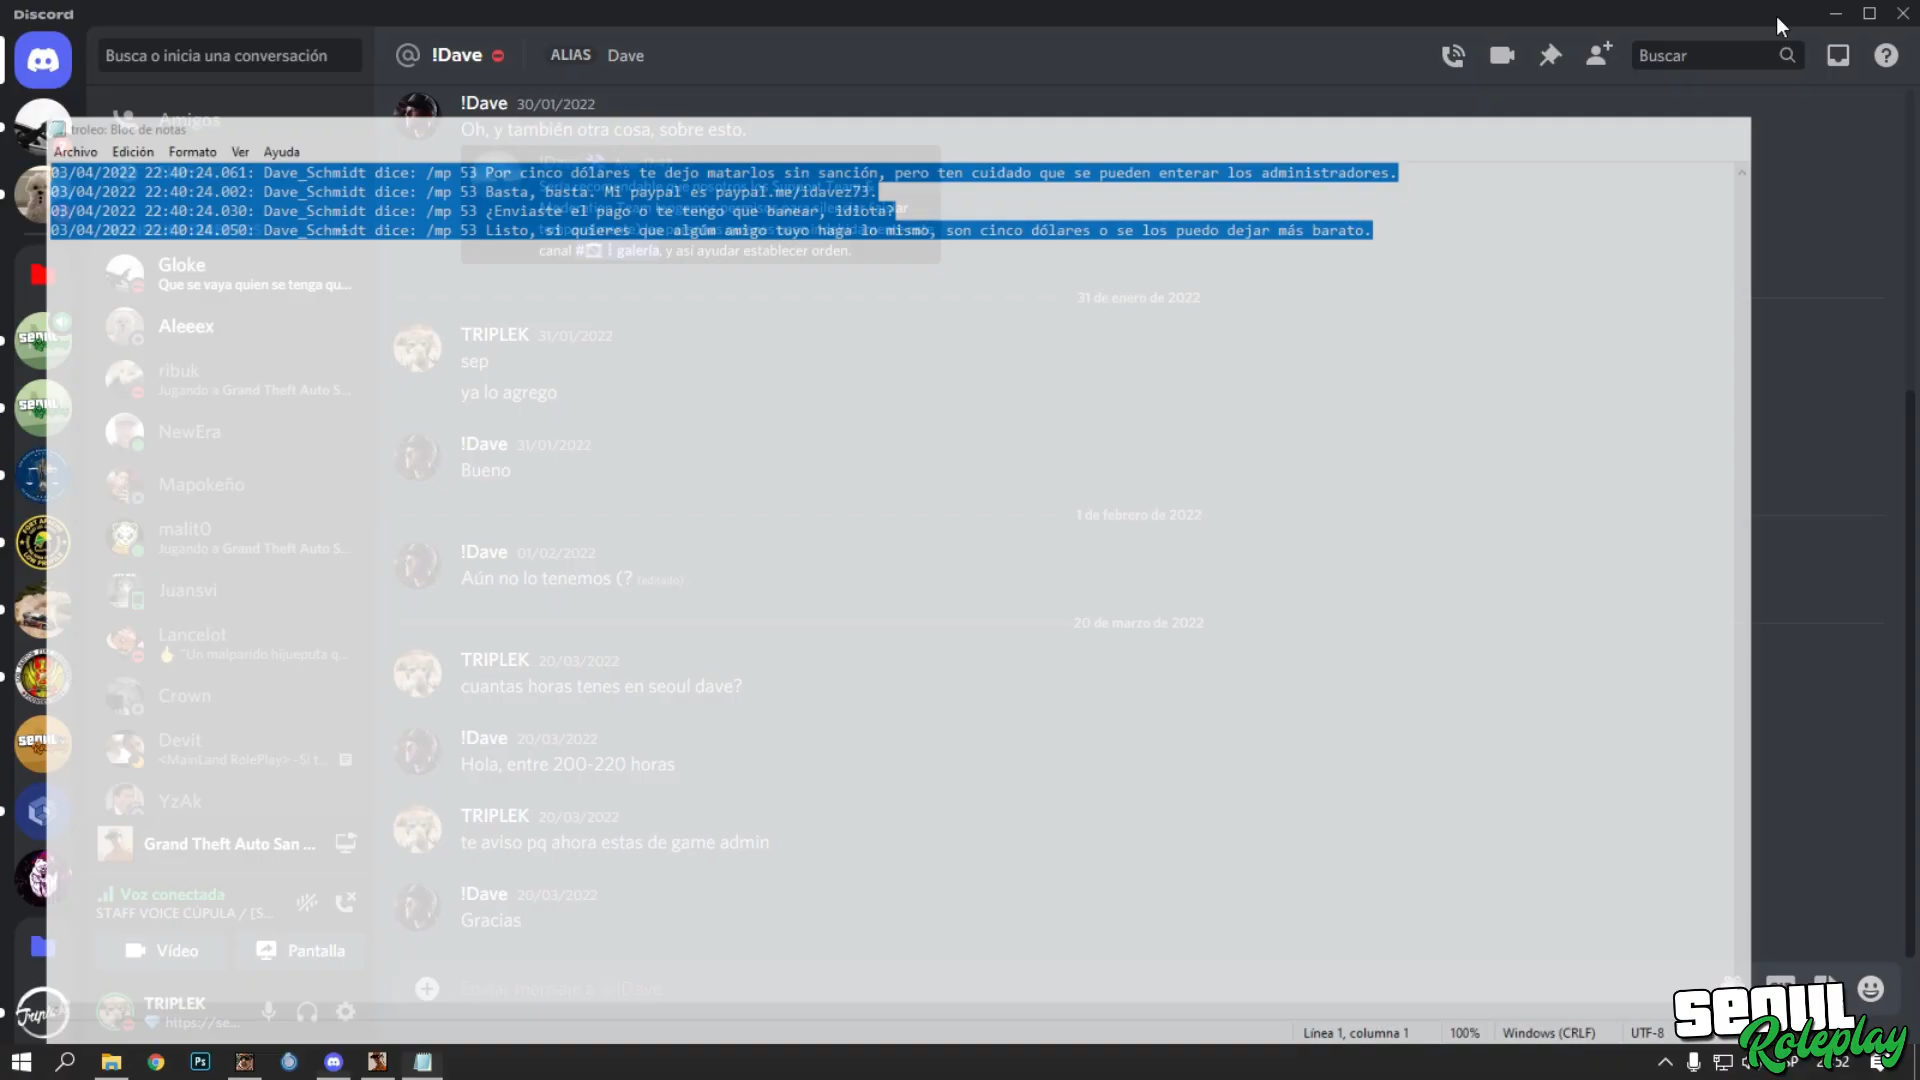 Discord
Busca o inicia una conversación
!Dave
ALIAS
Dave
Buscar
Amigos
troleo: Bloc de notas
Archivo
Edición
Formato
Ver
Ayuda
!Dave 30/01/2022
Oh, y también otra cosa, sobre esto.
03/04/2022 22:40:24.061: Dave_Schmidt dice: /mp 53 Por cinco dólares te dejo matarlos sin sanción, pero ten cuidado que se pueden enterar los administradores.
03/04/2022 22:40:24.002: Dave_Schmidt dice: /mp 53 Basta, basta. Mi paypal es paypal.me/idavez73.
03/04/2022 22:40:24.030: Dave_Schmidt dice: /mp 53 ¿Enviaste el pago o te tengo que banear, idiota?
03/04/2022 22:40:24.050: Dave_Schmidt dice: /mp 53 Listo, si quieres que algún amigo tuyo haga lo mismo, son cinco dólares o se los puedo dejar más barato.
canal # | galería, y así ayudar establecer orden.
Gloke
Que se vaya quien se tenga qu...
Aleeex
ribuk
Jugando a Grand Theft Auto S...
NewEra
Mapokeño
malit0
Jugando a Grand Theft Auto S...
Juansvi
Lancelot
"Un malpando hijueputa q...
Crown
Devit
<MainLand RolePlay> -Si t...
YzAk
Grand Theft Auto San ...
Voz conectada
STAFF VOICE CÚPULA / [S...
Vídeo
Pantalla
TRIPLEK
https://se...
31 de enero de 2022
TRIPLEK 31/01/2022
sep
ya lo agrego
!Dave 31/01/2022
Bueno
1 de febrero de 2022
!Dave 01/02/2022
Aún no lo tenemos (? (editado)
20 de marzo de 2022
TRIPLEK 20/03/2022
cuantas horas tenes en seoul dave?
!Dave 20/03/2022
Hola, entre 200-220 horas
TRIPLEK 20/03/2022
te aviso pq ahora estas de game admin
!Dave 20/03/2022
Gracias
Enviar mensaje a @!Dave
Línea 1, columna 1
100%
Windows (CRLF)
UTF-8
SEOUL
Roleplay